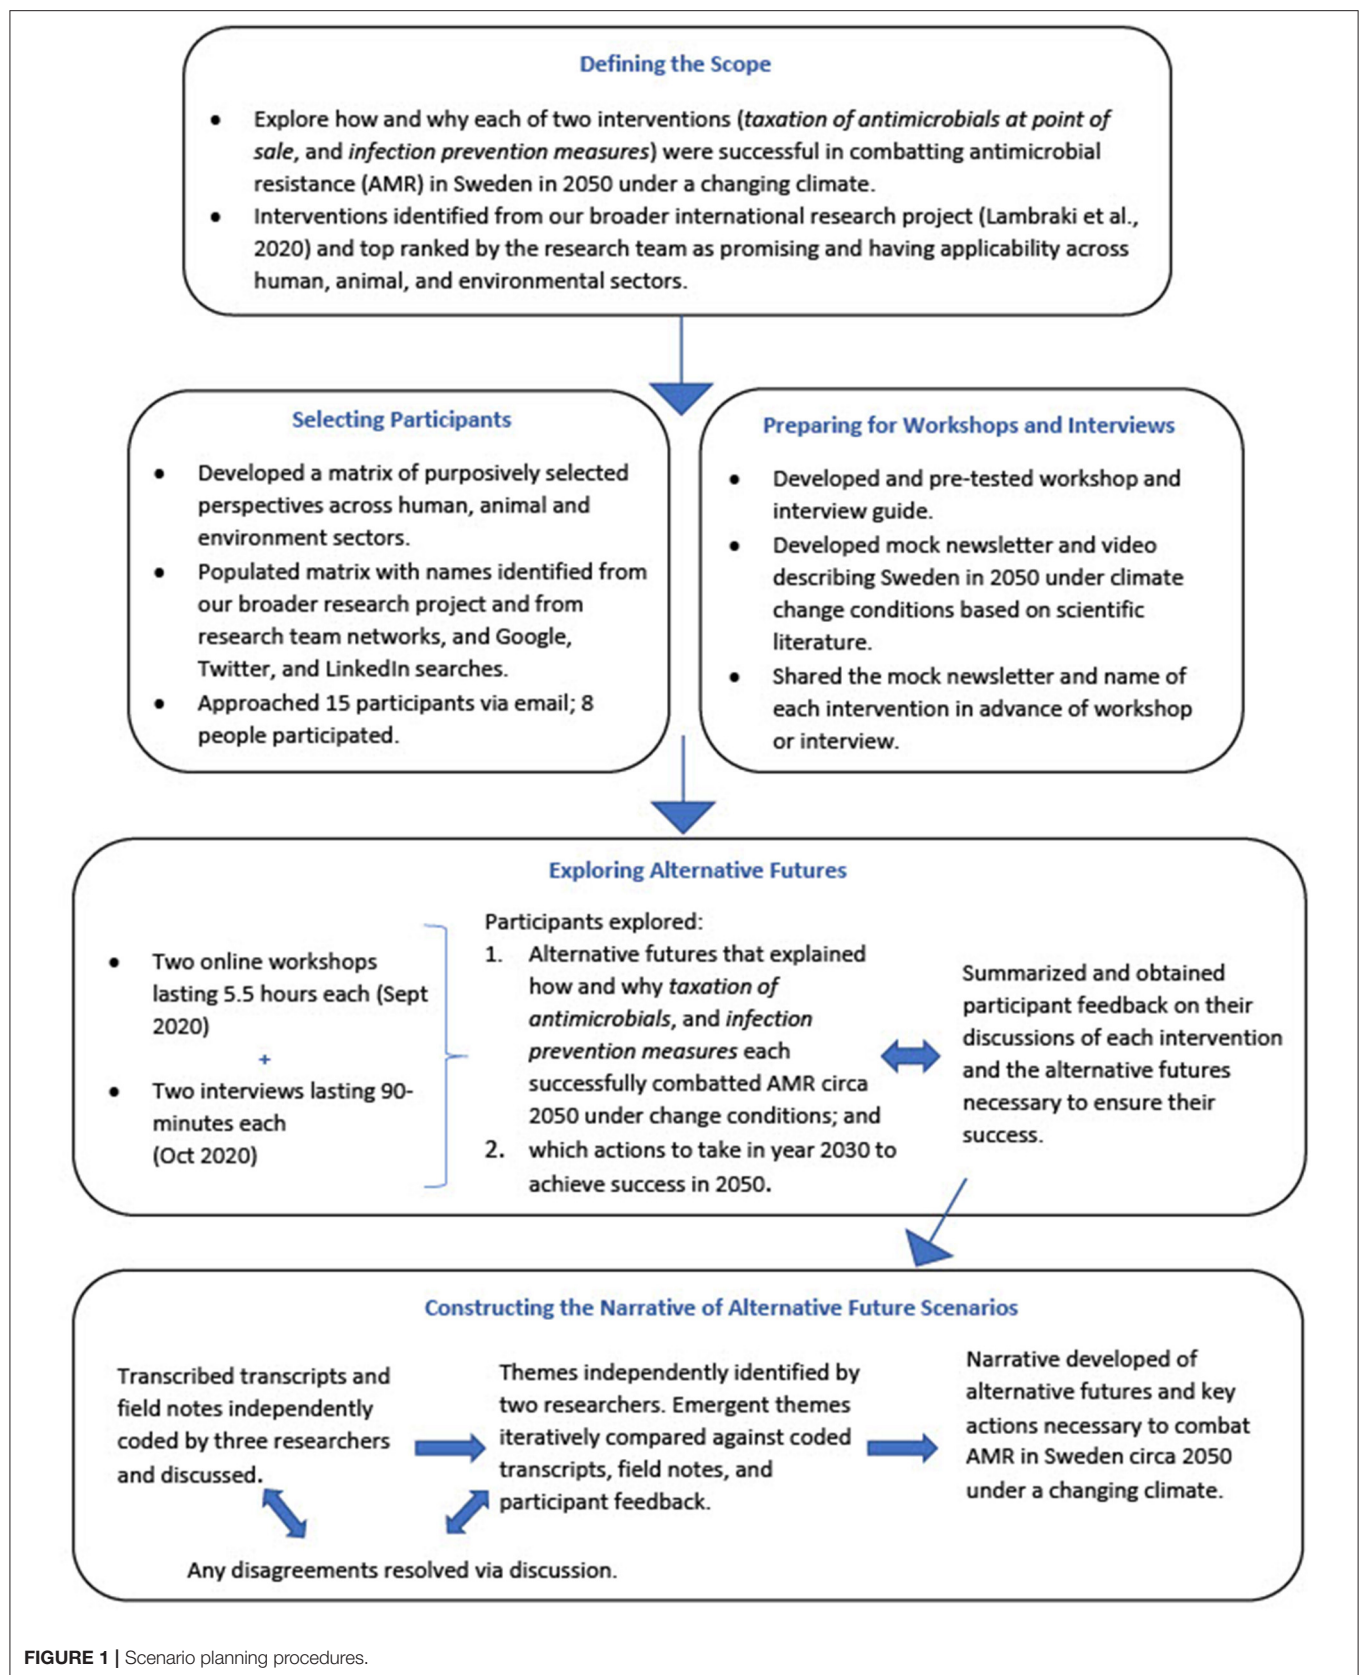 Defining the Scope
• Explore how and why each of two interventions (taxation of antimicrobials at point of
sale, and infection prevention measures) were successful in combatting antimicrobial
resistance (AMR) in Sweden in 2050 under a changing climate.
• Interventions identified from our broader international research project (Lambraki et al.,
2020) and top ranked by the research team as promising and having applicability across
human, animal, and environmental sectors.
Selecting Participants
• Developed a matrix of purposively selected
perspectives across human, animal and
environment sectors.
• Populated matrix with names identified from
our broader research project and from
research team networks, and Google,
Twitter, and LinkedIn searches.
• Approached 15 participants via email; 8
people participated.
Preparing for Workshops and Interviews
• Developed and pre-tested workshop and
interview guide.
• Developed mock newsletter and video
describing Sweden in 2050 under climate
change conditions based on scientific
literature.
• Shared the mock newsletter and name of
each intervention in advance of workshop
or interview.
Exploring Alternative Futures
• Two online workshops
lasting 5.5 hours each (Sept
2020)
+
• Two interviews lasting 90-
minutes each
(Oct 2020)
Participants explored:
1. Alternative futures that explained
how and why taxation of
antimicrobials, and infection
prevention measures each
successfully combatted AMR circa
2050 under change conditions; and
2. which actions to take in year 2030 to
achieve success in 2050.
Summarized and obtained
participant feedback on their
discussions of each intervention
and the alternative futures
necessary to ensure their
success.
Constructing the Narrative of Alternative Future Scenarios
Transcribed transcripts and
field notes independently
coded by three researchers
and discussed.
Themes independently identified by
two researchers. Emergent themes
iteratively compared against coded
transcripts, field notes, and
participant feedback.
Narrative developed of
alternative futures and key
actions necessary to combat
AMR in Sweden circa 2050
under a changing climate.
Any disagreements resolved via discussion.
FIGURE 1 | Scenario planning procedures.